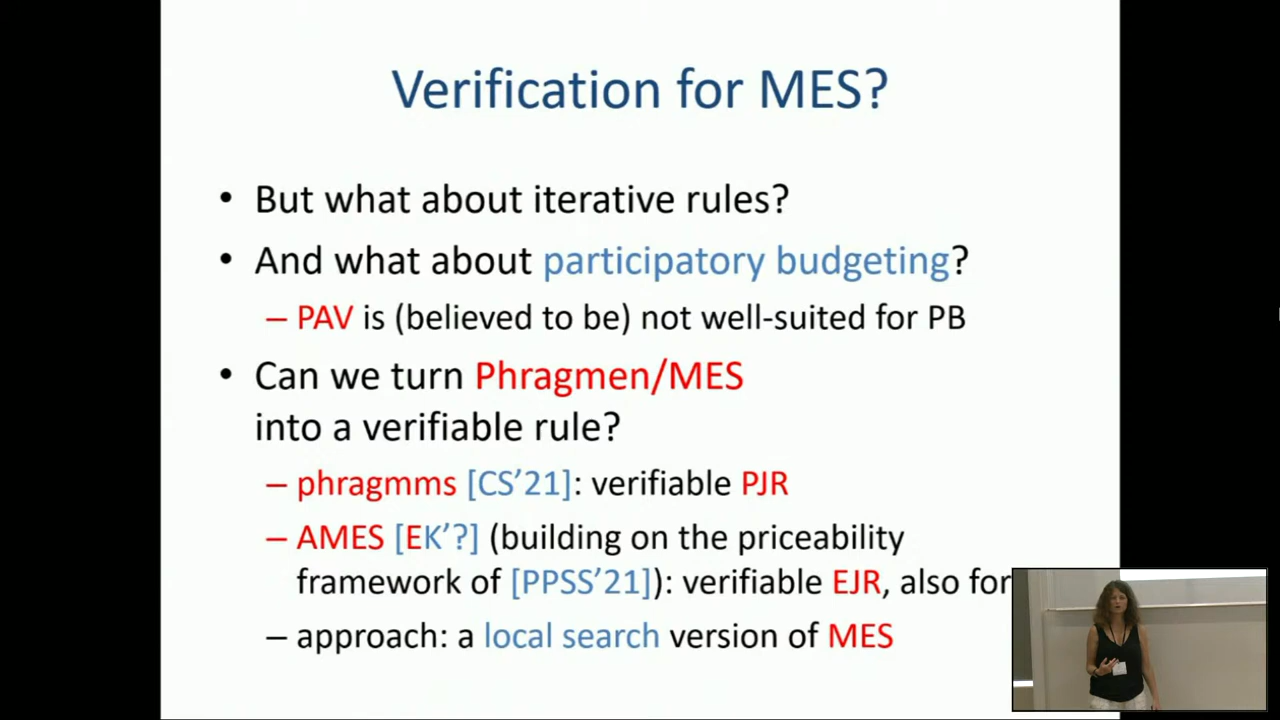 Verification for MES?
• But what about iterative rules?
• And what about participatory budgeting?
– PAV is (believed to be) not well-suited for PB
• Can we turn Phragmen/MES
into a verifiable rule?
– phragmms [CS’21]: verifiable PJR
– AMES [EK’?] (building on the priceability
framework of [PPSS’21]): verifiable EJR, also for
– approach: a local search version of MES